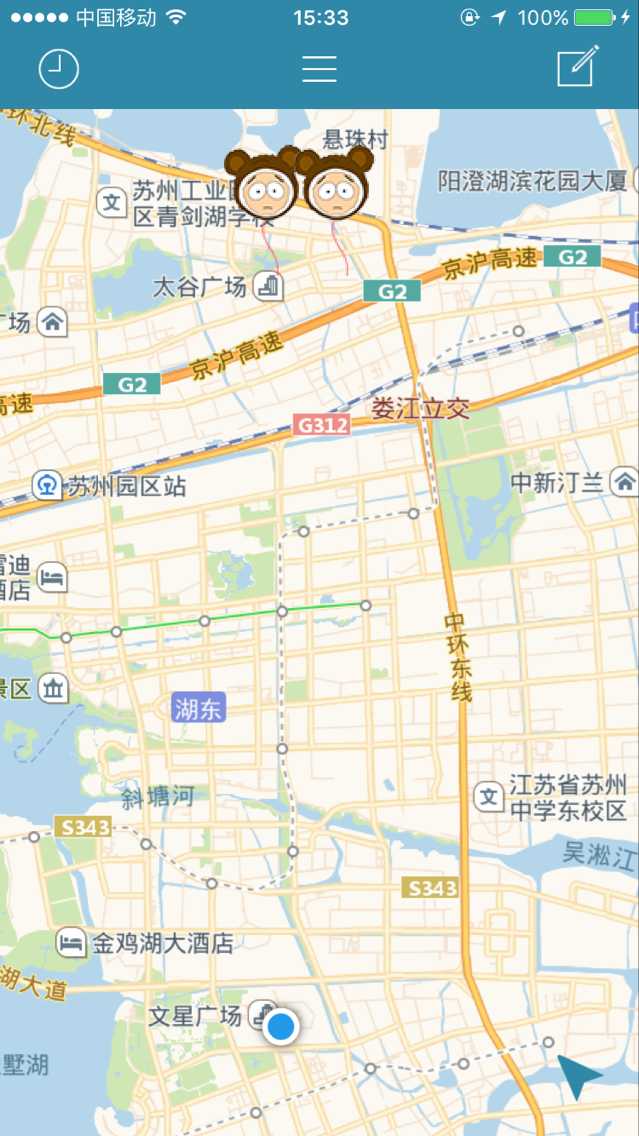 中国移动
15:33
100%
环北线
悬珠村
苏州工业园
区青剑湖学校
阳澄湖滨花园大厦
京沪高速
G2
太谷广场
G2
广场
京沪高速
G2
高速
娄江立交
G312
苏州园区站
中新汀兰
酒店
中环东线
景区
湖东
斜塘河
江苏省苏州
中学东校区
S343
吴淞江
S343
金鸡湖大酒店
湖大道
文星广场
墅湖